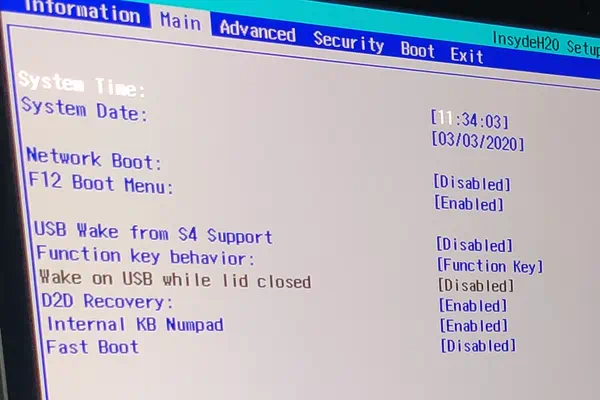 InsydeH20 Setup
Information Main Advanced Security Boot Exit
System Time: [11:34:03]
System Date: [03/03/2020]
Network Boot: [Disabled]
F12 Boot Menu: [Enabled]
USB Wake from S4 Support [Disabled]
Function key behavior: [Function Key]
Wake on USB while lid closed [Disabled]
D2D Recovery: [Enabled]
Internal KB Numpad [Enabled]
Fast Boot [Disabled]